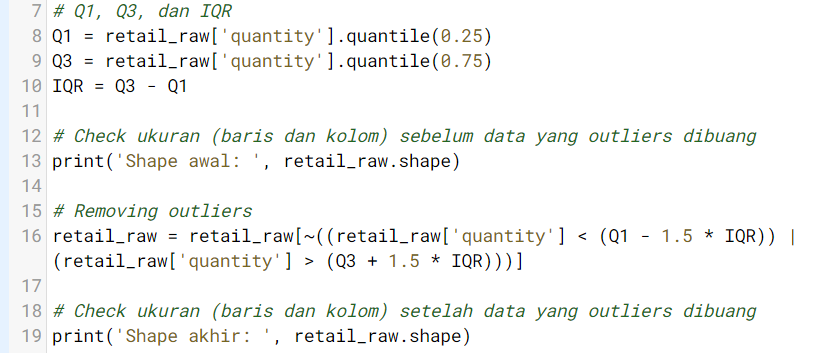 7 # Q1, Q3, dan IQR
8 Q1 = retail_raw['quantity'].quantile(0.25)
9 Q3 = retail_raw['quantity'].quantile(0.75)
10 IQR = Q3 - Q1
11
12 # Check ukuran (baris dan kolom) sebelum data yang outliers dibuang
13 print('Shape awal: ', retail_raw.shape)
14
15 # Removing outliers
16 retail_raw = retail_raw[~((retail_raw['quantity'] < (Q1 - 1.5 * IQR)) |
(retail_raw['quantity'] > (Q3 + 1.5 * IQR)))]
17
18 # Check ukuran (baris dan kolom) setelah data yang outliers dibuang
19 print('Shape akhir: ', retail_raw.shape)